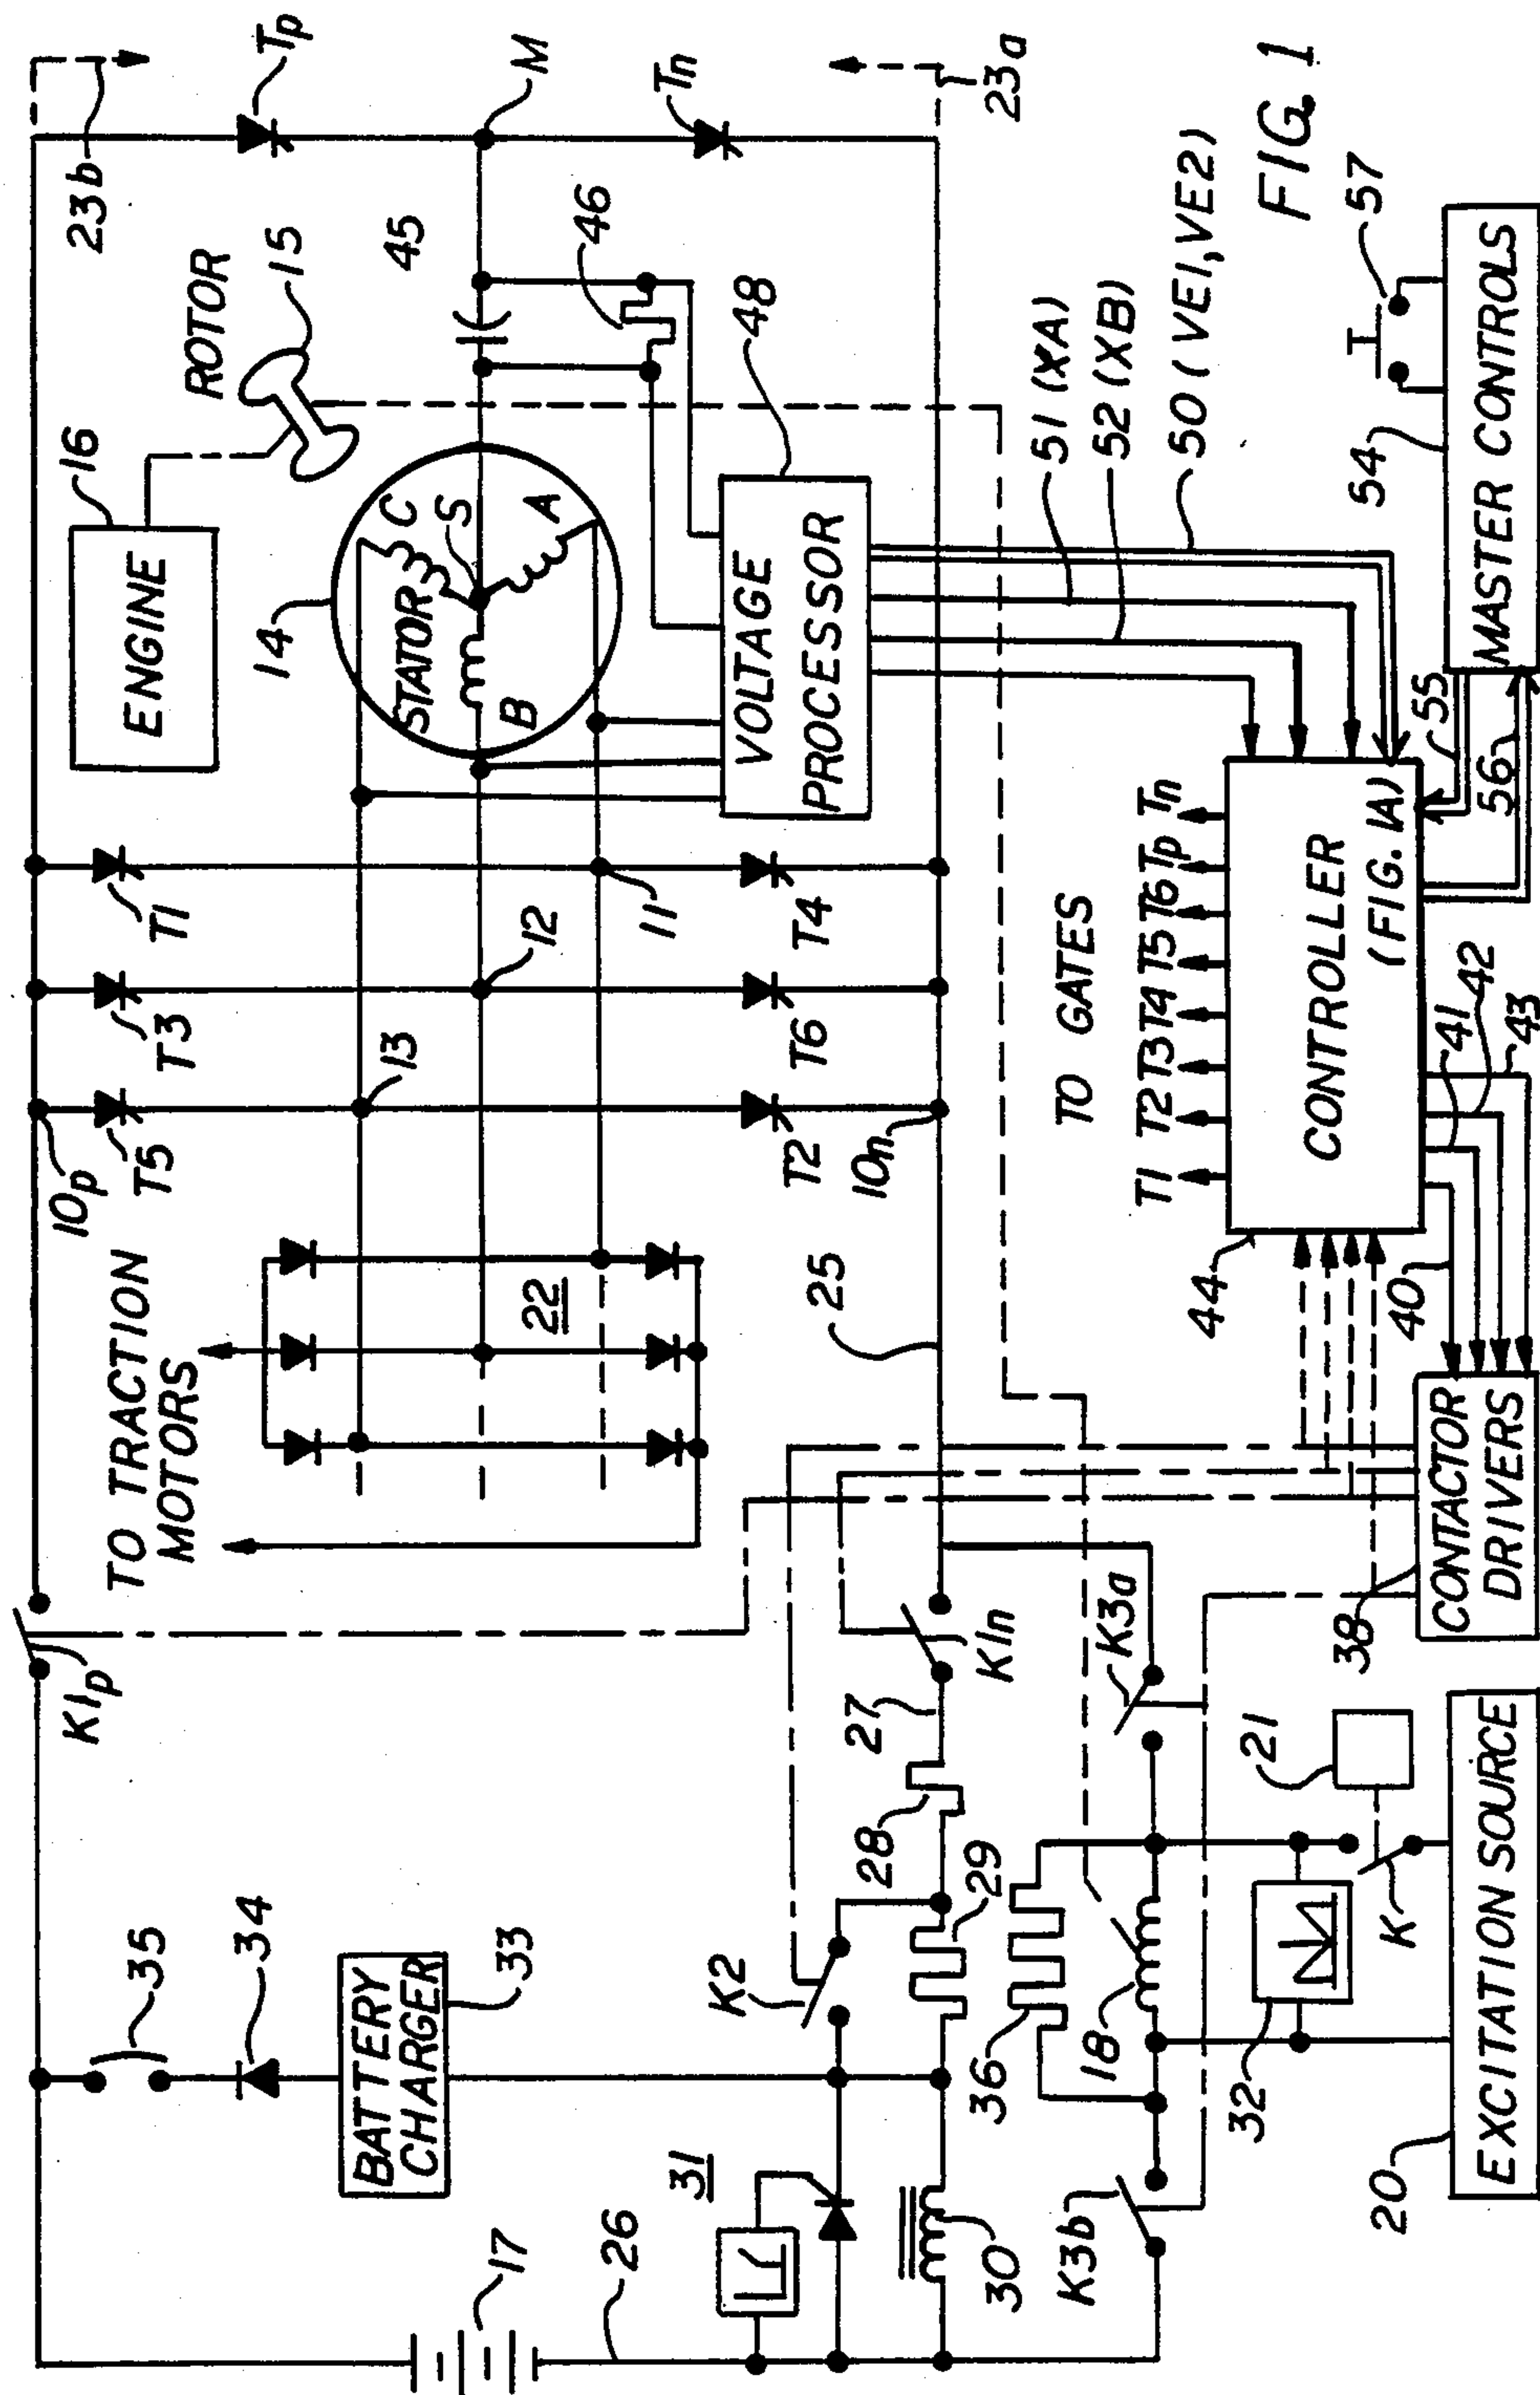 FIG. 1
23b
Tp
M
Tn
23a
ROTOR
15
45
46
16
ENGINE
14
STATOR
C
S
A
B
48
VOLTAGE
PROCESSOR
51 (XA)
52 (XB)
50 (VE1, VE2)
57
54
MASTER CONTROLS
55
56
T1
T3
T5
10p
11
12
13
T4
T6
T2
10n
TO GATES
T1 T2 T3 T4 T5 T6 Tp Tn
CONTROLLER
(FIG. 1A)
44
40
41
42
43
TO TRACTION
MOTORS
22
25
K1p
K1n
K3a
27
28
29
K2
36
18
38
CONTACTOR
DRIVERS
21
K
32
20
EXCITATION SOURCE
35
34
33
BATTERY
CHARGER
31
17
26
30
K3b